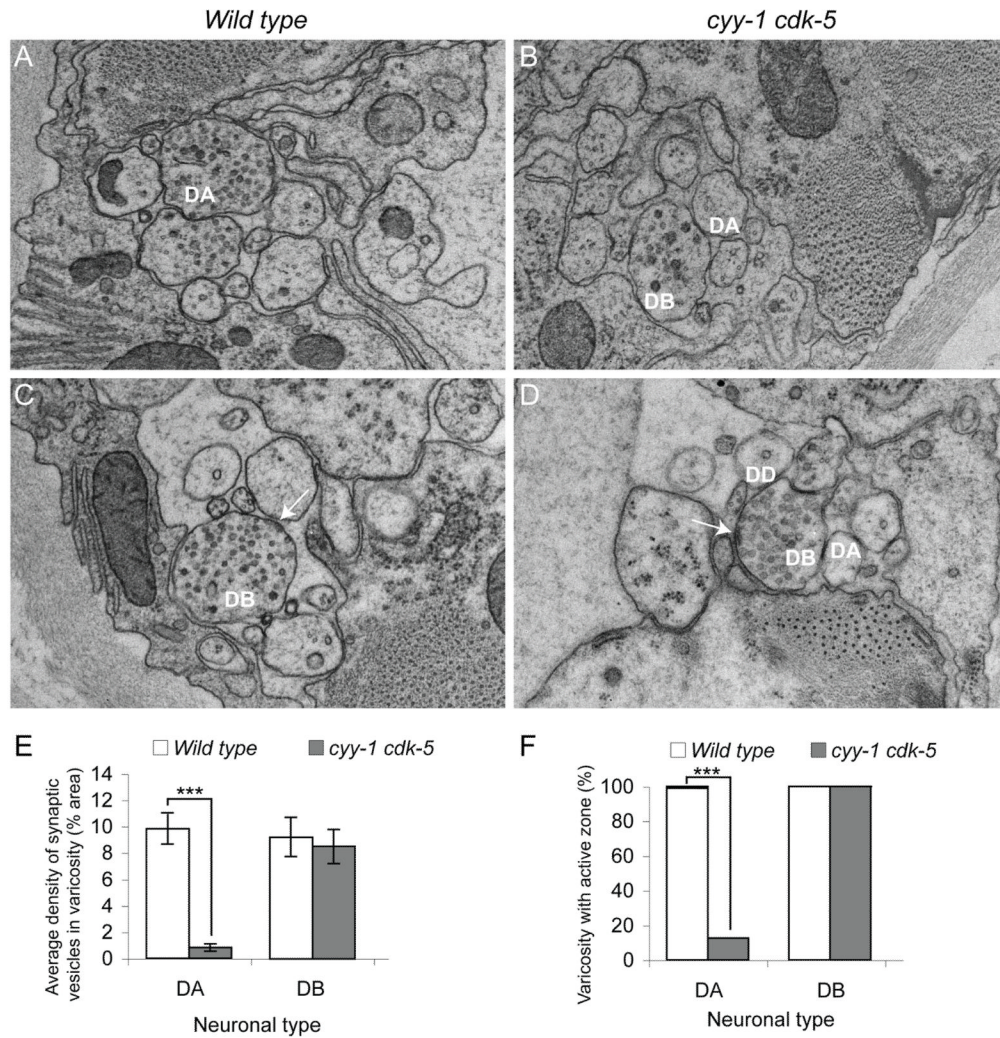 Wild type
cyy-1 cdk-5
A
B
DA
DA
DB
C
D
DD
DB
DB
DA
E
Wild type
cyy-1 cdk-5
Average density of synaptic
vesicles in varicosity (% area)
14
12
10
8
6
4
2
0
***
DA
DB
Neuronal type
F
Wild type
cyy-1 cdk-5
Varicosity with active zone (%)
100
80
60
40
20
0
***
DA
DB
Neuronal type